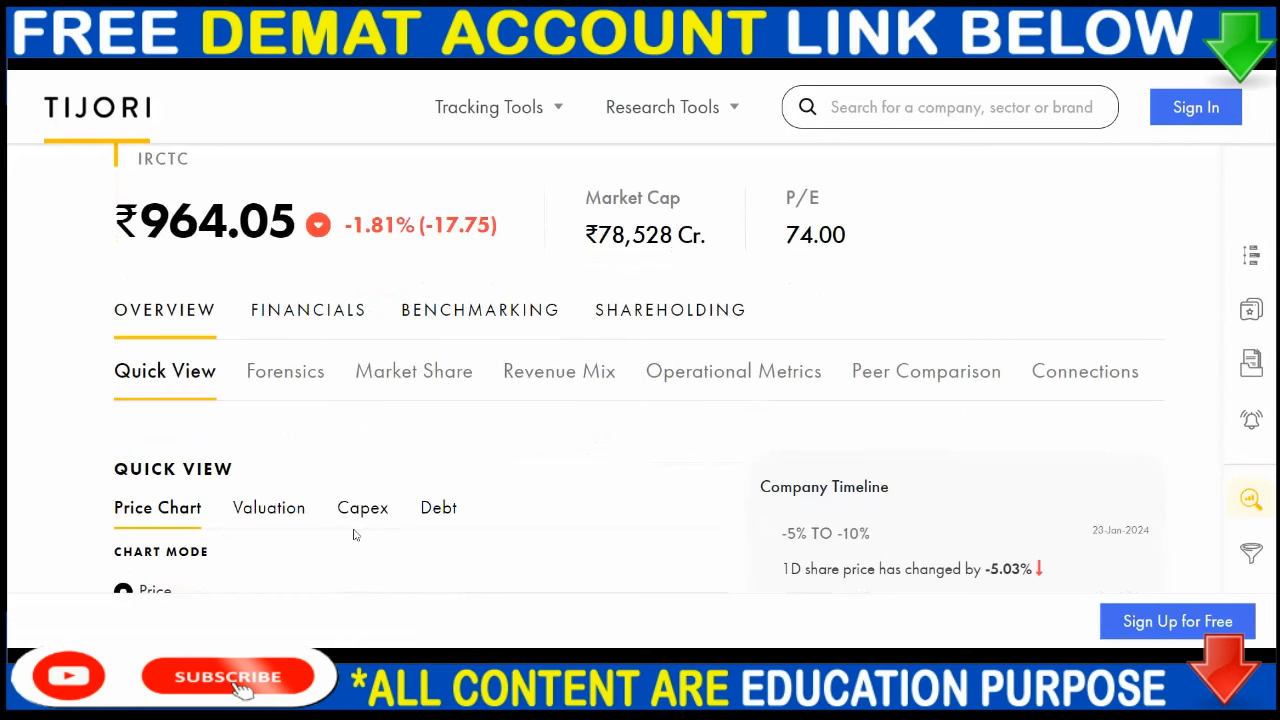 FREE DEMAT ACCOUNT LINK BELOW
TIJORI
Tracking Tools
Research Tools
Search for a company, sector or brand
Sign In
IRCTC
₹964.05
-1.81% (-17.75)
Market Cap
₹78,528 Cr.
P/E
74.00
OVERVIEW
FINANCIALS
BENCHMARKING
SHAREHOLDING
Quick View
Forensics
Market Share
Revenue Mix
Operational Metrics
Peer Comparison
Connections
QUICK VIEW
Price Chart
Valuation
Capex
Debt
CHART MODE
Price
Company Timeline
-5% TO -10%
23-Jan-2024
1D share price has changed by -5.03%
Sign Up for Free
SUBSCRIBE
*ALL CONTENT ARE EDUCATION PURPOSE